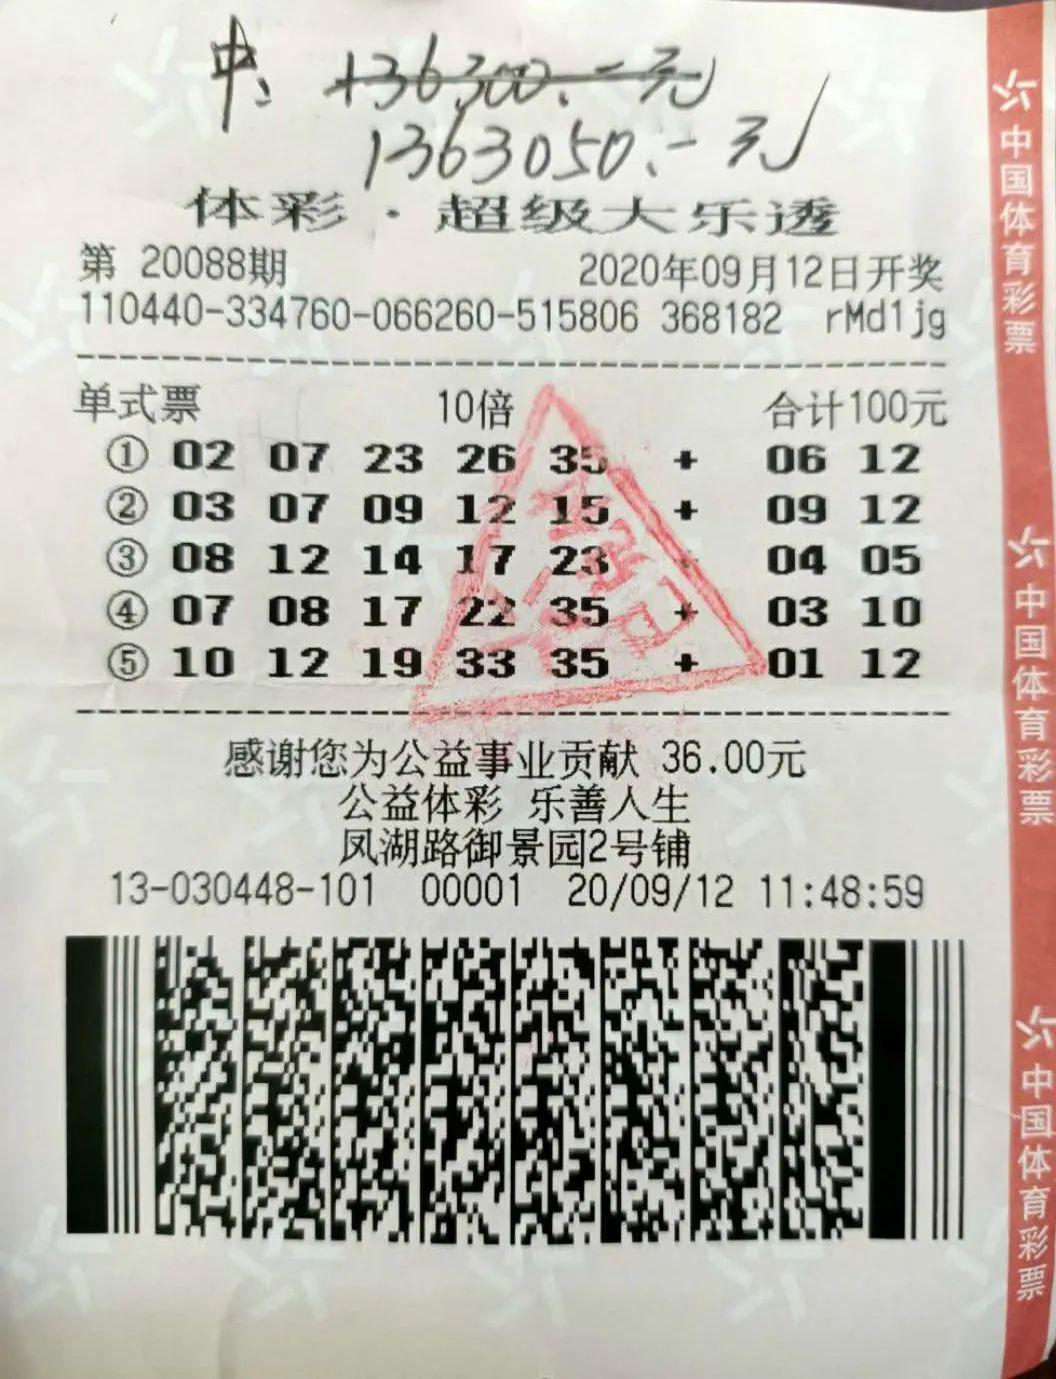 中: 136300.-元
1363050.-元
体彩·超级大乐透
第 20088期 2020年09月12日开奖
110440-334760-066260-515806 368182 rMd1jg
单式票 10倍 合计100元
① 02 07 23 26 35 + 06 12
② 03 07 09 12 15 + 09 12
③ 08 12 14 17 23 + 04 05
④ 07 08 17 22 35 + 03 10
⑤ 10 12 19 33 35 + 01 12
感谢您为公益事业贡献 36.00元
公益体彩 乐善人生
凤湖路御景园2号铺
13-030448-101 00001 20/09/12 11:48:59
中国体育彩票
中国体育彩票
中国体育彩票